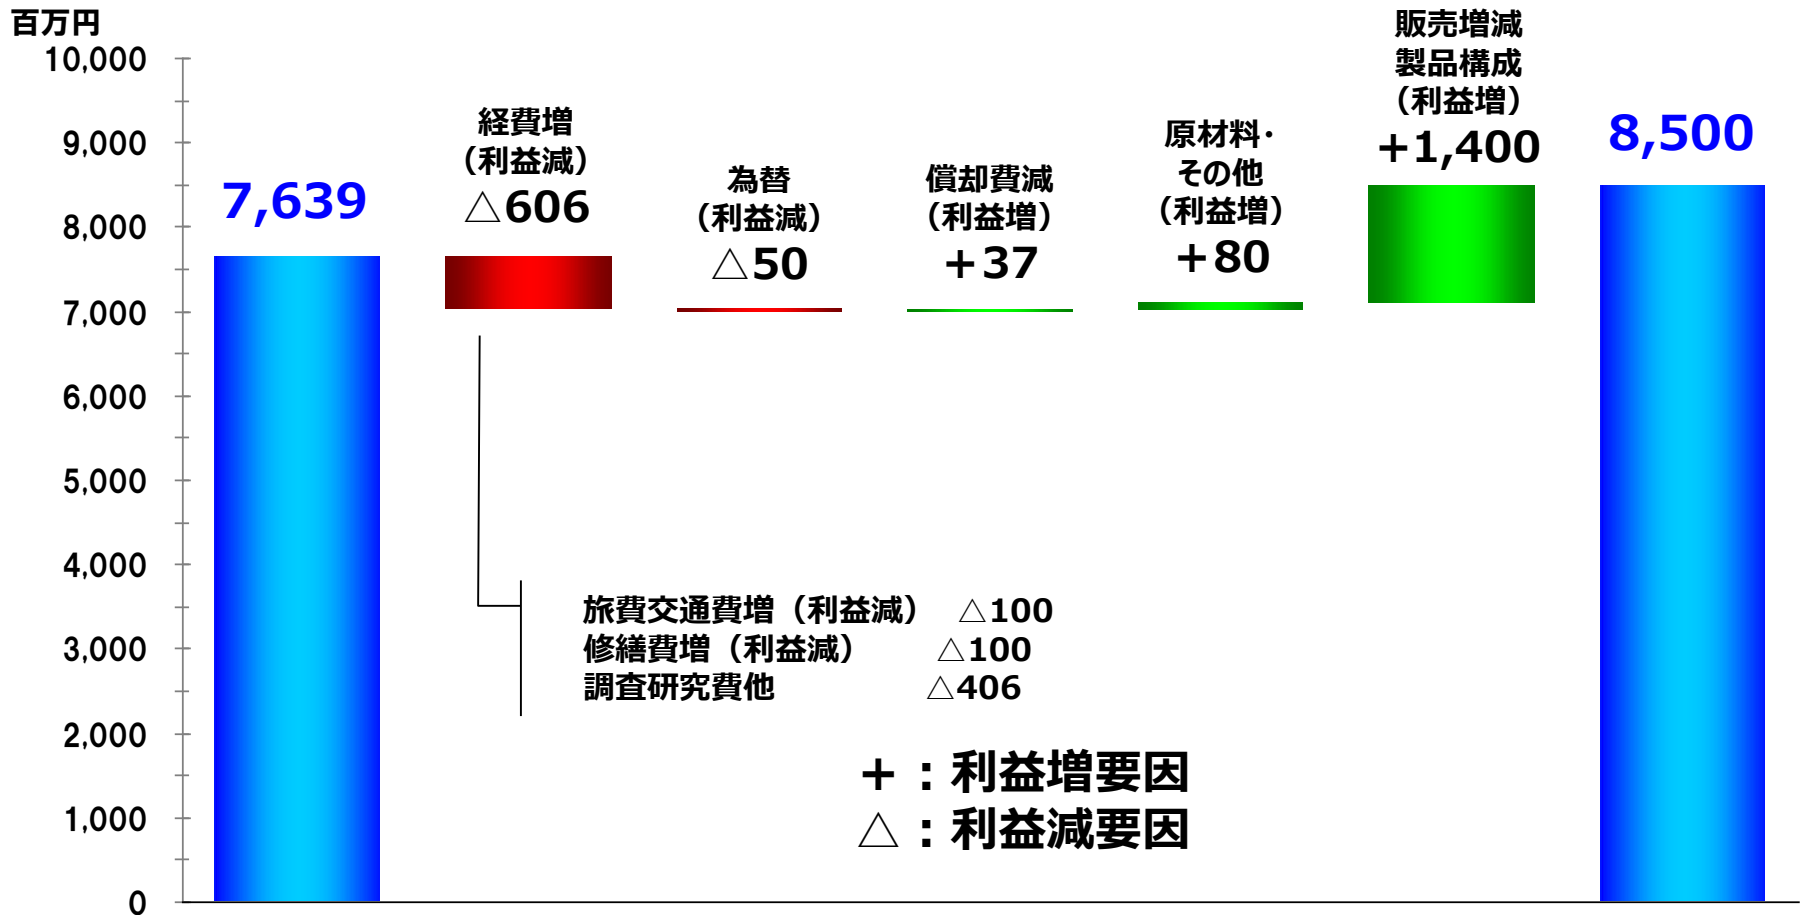 百万円
10,000
9,000
8,000
7,000
6,000
5,000
4,000
3,000
2,000
1,000
0
7,639
経費増
（利益減）
△606
為替
（利益減）
△50
償却費減
（利益増）
+37
原材料・
その他
（利益増）
+80
販売増減
製品構成
（利益増）
+1,400
8,500
旅費交通費増（利益減） △100
修繕費増（利益減） △100
調査研究費他 △406
+：利益増要因
△：利益減要因